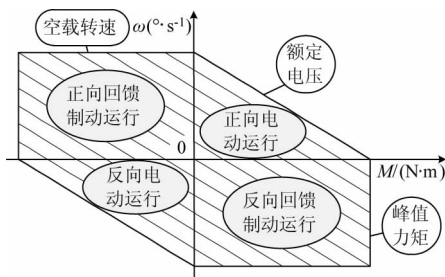 空载转速
ω(°·s⁻¹)
额定
电压
正向回馈
制动运行
正向电
动运行
0
M/(N·m)
反向电
动运行
反向回馈
制动运行
峰值
力矩